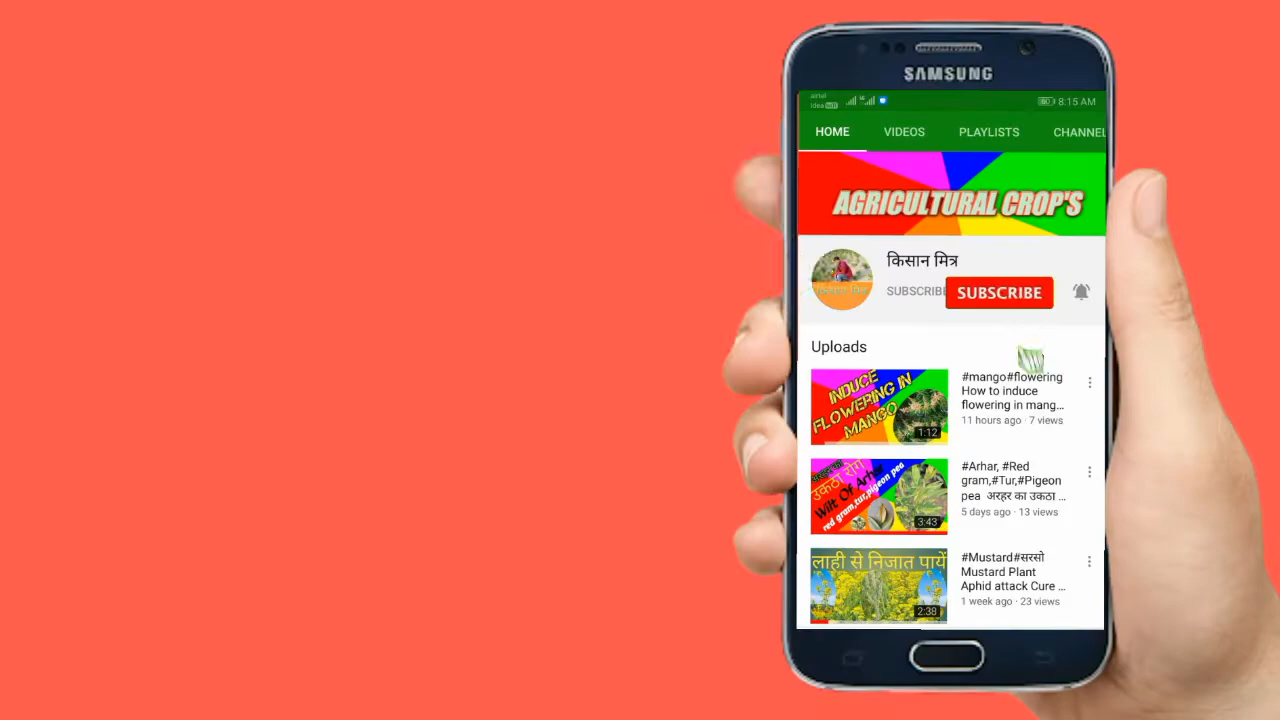 SAMSUNG
airtel
Idea
8:15 AM
HOME VIDEOS PLAYLISTS CHANNEL
AGRICULTURAL CROP'S
किसान मित्र
SUBSCRIBE
SUBSCRIBE
Uploads
INDUCE
FLOWERING IN
MANGO
1:12
#mango#flowering
How to induce
flowering in mang...
11 hours ago · 7 views
उकठा रोग
Wilt Of Arhar
red gram,tur,pigeon pea
3:43
#Arhar, #Red
gram,#Tur,#Pigeon
pea अरहर का उकठा ...
5 days ago · 13 views
लाही से निजात पायें
2:38
#Mustard#सरसो
Mustard Plant
Aphid attack Cure ...
1 week ago · 23 views